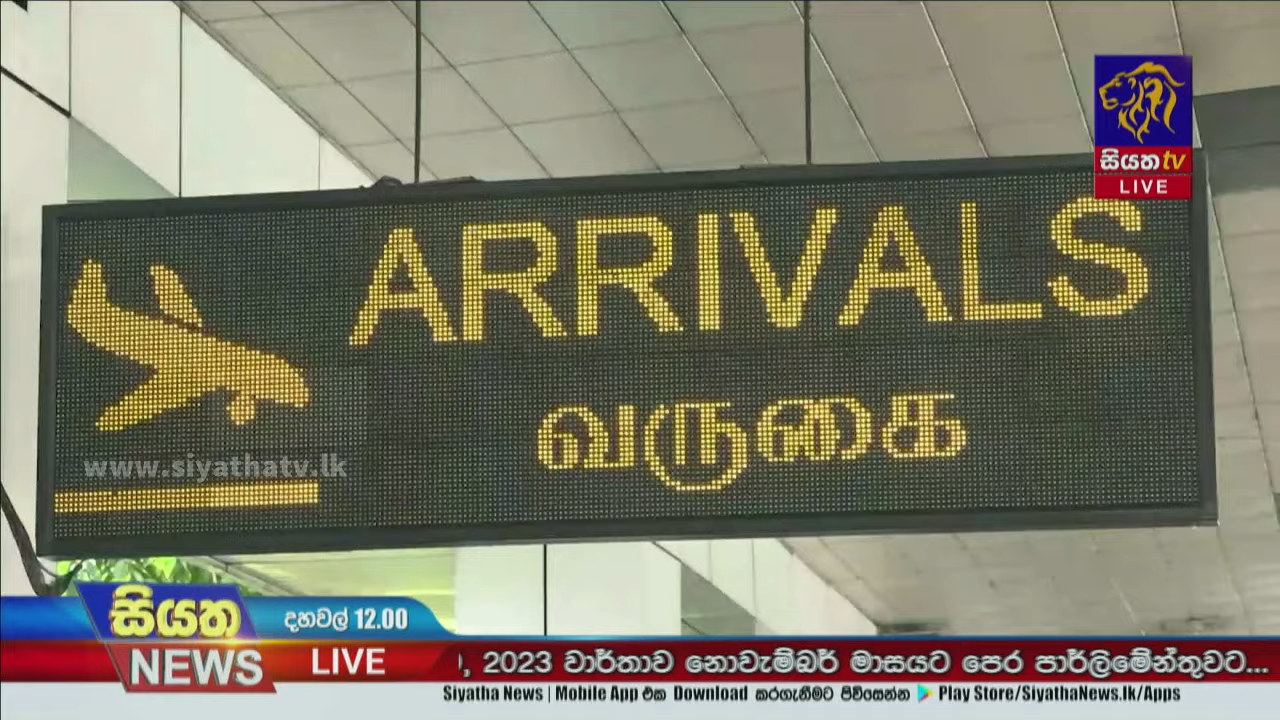 සියත tv
LIVE
ARRIVALS
வருகை
www.siyathatv.lk
සියත
NEWS
දහවල් 12.00
LIVE
, 2023 වාර්තාව නොවැම්බර් මාසයට පෙර පාර්ලිමේන්තුවට...
Siyatha News | Mobile App එක Download කරගැනීමට පිවිසෙන්න Play Store/SiyathaNews.lk/Apps